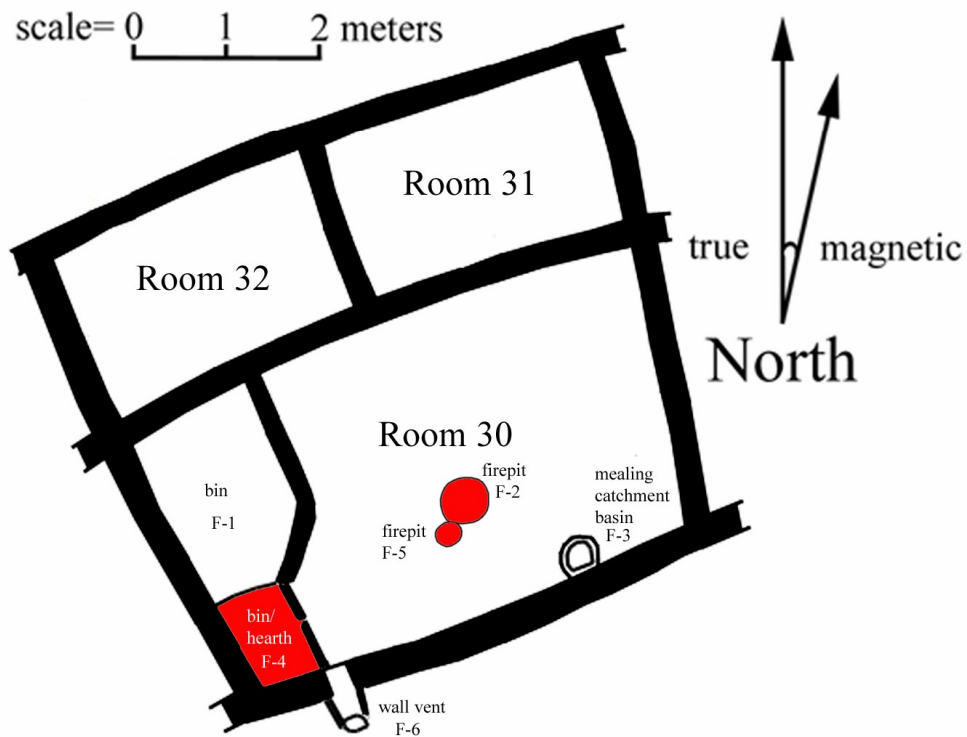 scale= 0 1 2 meters
Room 31
true magnetic
North
Room 32
Room 30
firepit
F-2
firepit
F-5
mealing
catchment
basin
F-3
bin
F-1
bin/
hearth
F-4
wall vent
F-6